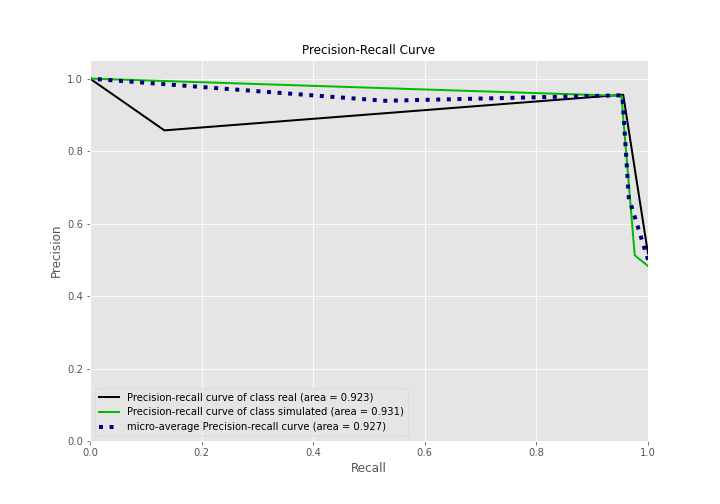 Precision-Recall Curve
1.0
0.8
0.6
0.4
0.2
0.0
Precision
Precision-recall curve of class real (area = 0.923)
Precision-recall curve of class simulated (area = 0.931)
micro-average Precision-recall curve (area = 0.927)
0.0 0.2 0.4 0.6 0.8 1.0
Recall